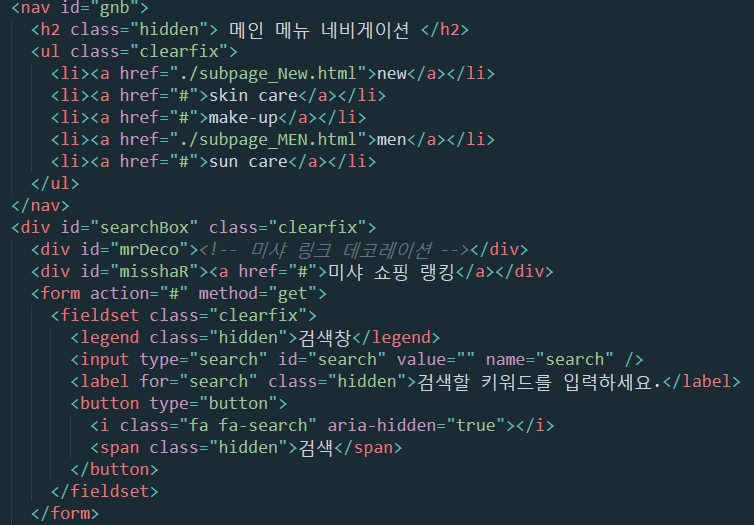 <nav id="gnb">
<h2 class="hidden"> 메인 메뉴 네비게이션 </h2>
<ul class="clearfix">
<li><a href="./subpage_New.html">new</a></li>
<li><a href="#">skin care</a></li>
<li><a href="#">make-up</a></li>
<li><a href="./subpage_MEN.html">men</a></li>
<li><a href="#">sun care</a></li>
</ul>
</nav>
<div id="searchBox" class="clearfix">
<div id="mrDeco"><!-- 미샤 링크 데코레이션 --></div>
<div id="misshaR"><a href="#">미샤 쇼핑 랭킹</a></div>
<form action="#" method="get">
<fieldset class="clearfix">
<legend class="hidden">검색창</legend>
<input type="search" id="search" value="" name="search" />
<label for="search" class="hidden">검색할 키워드를 입력하세요.</label>
<button type="button">
<i class="fa fa-search" aria-hidden="true"></i>
<span class="hidden">검색</span>
</button>
</fieldset>
</form>